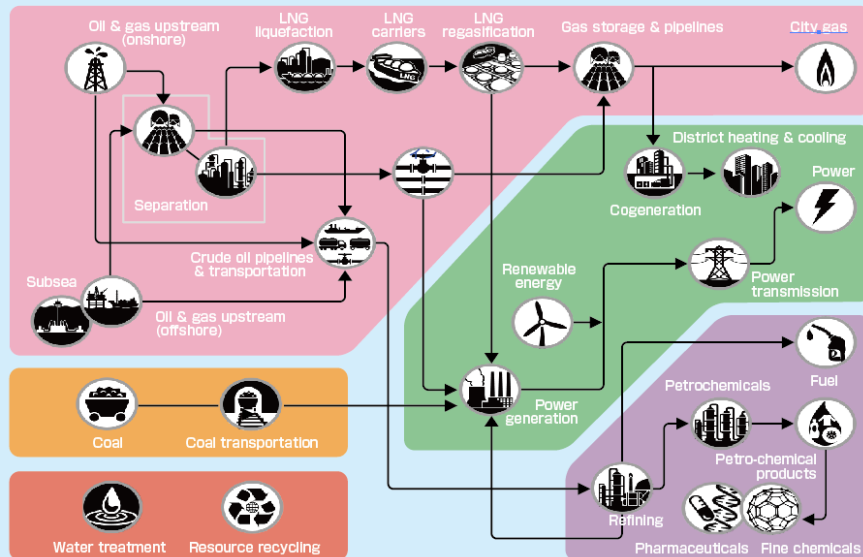 Oil & gas upstream
(onshore)
LNG
liquefaction
LNG
carriers
LNG
regasification
Gas storage & pipelines
City gas
LNG
Separation
District heating & cooling
Cogeneration
Power
Crude oil pipelines
& transportation
Renewable
energy
Power
transmission
Subsea
Oil & gas upstream
(offshore)
Power
generation
Fuel
Coal
Coal transportation
Petrochemicals
Petro-chemical
products
Refining
Water treatment
Resource recycling
Pharmaceuticals
Fine chemicals